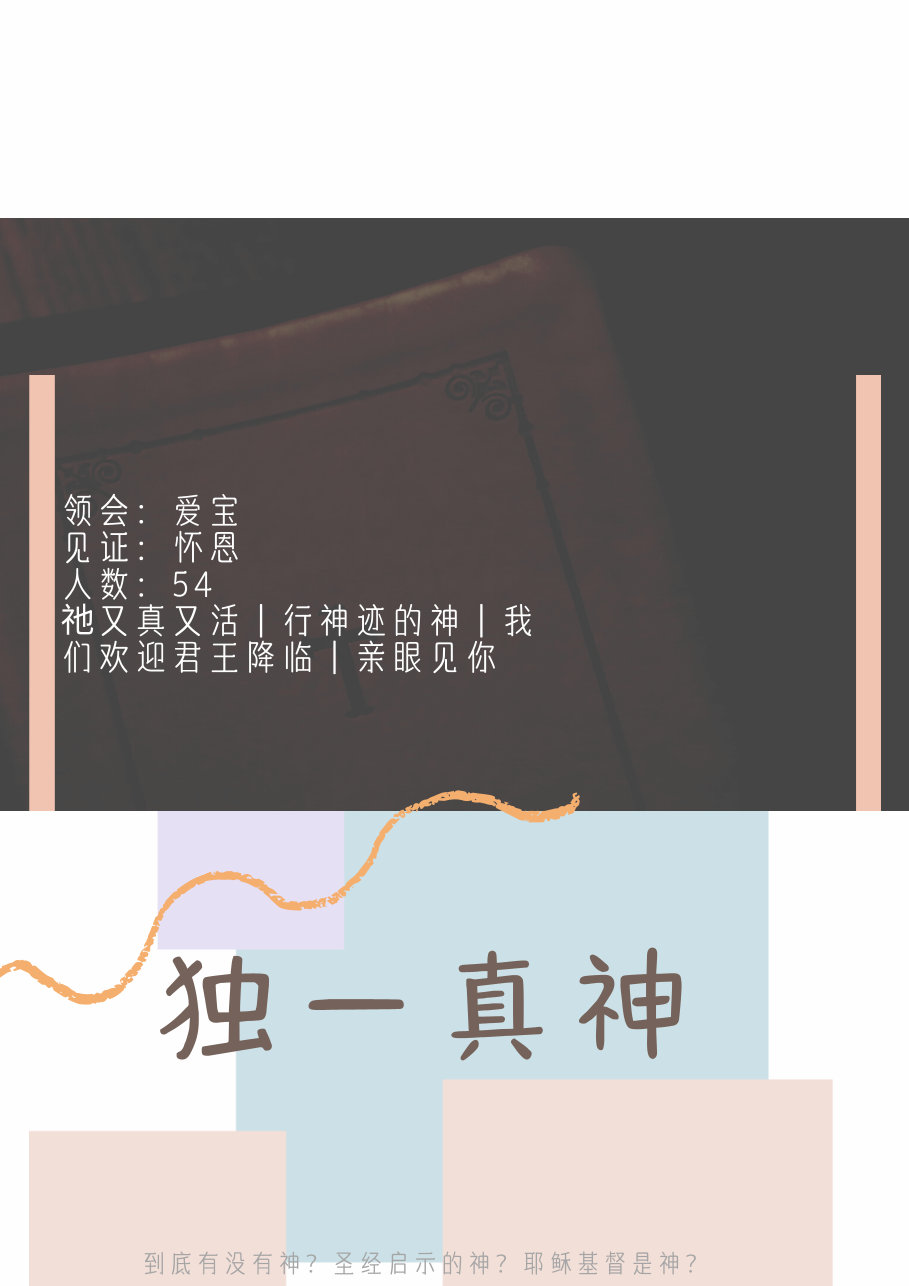 领会：爱宝
见证：怀恩
人数：54
祂又真又活 | 行神迹的神 | 我
们欢迎君王降临 | 亲眼见你
独一真神
到底有没有神？圣经启示的神？耶稣基督是神？